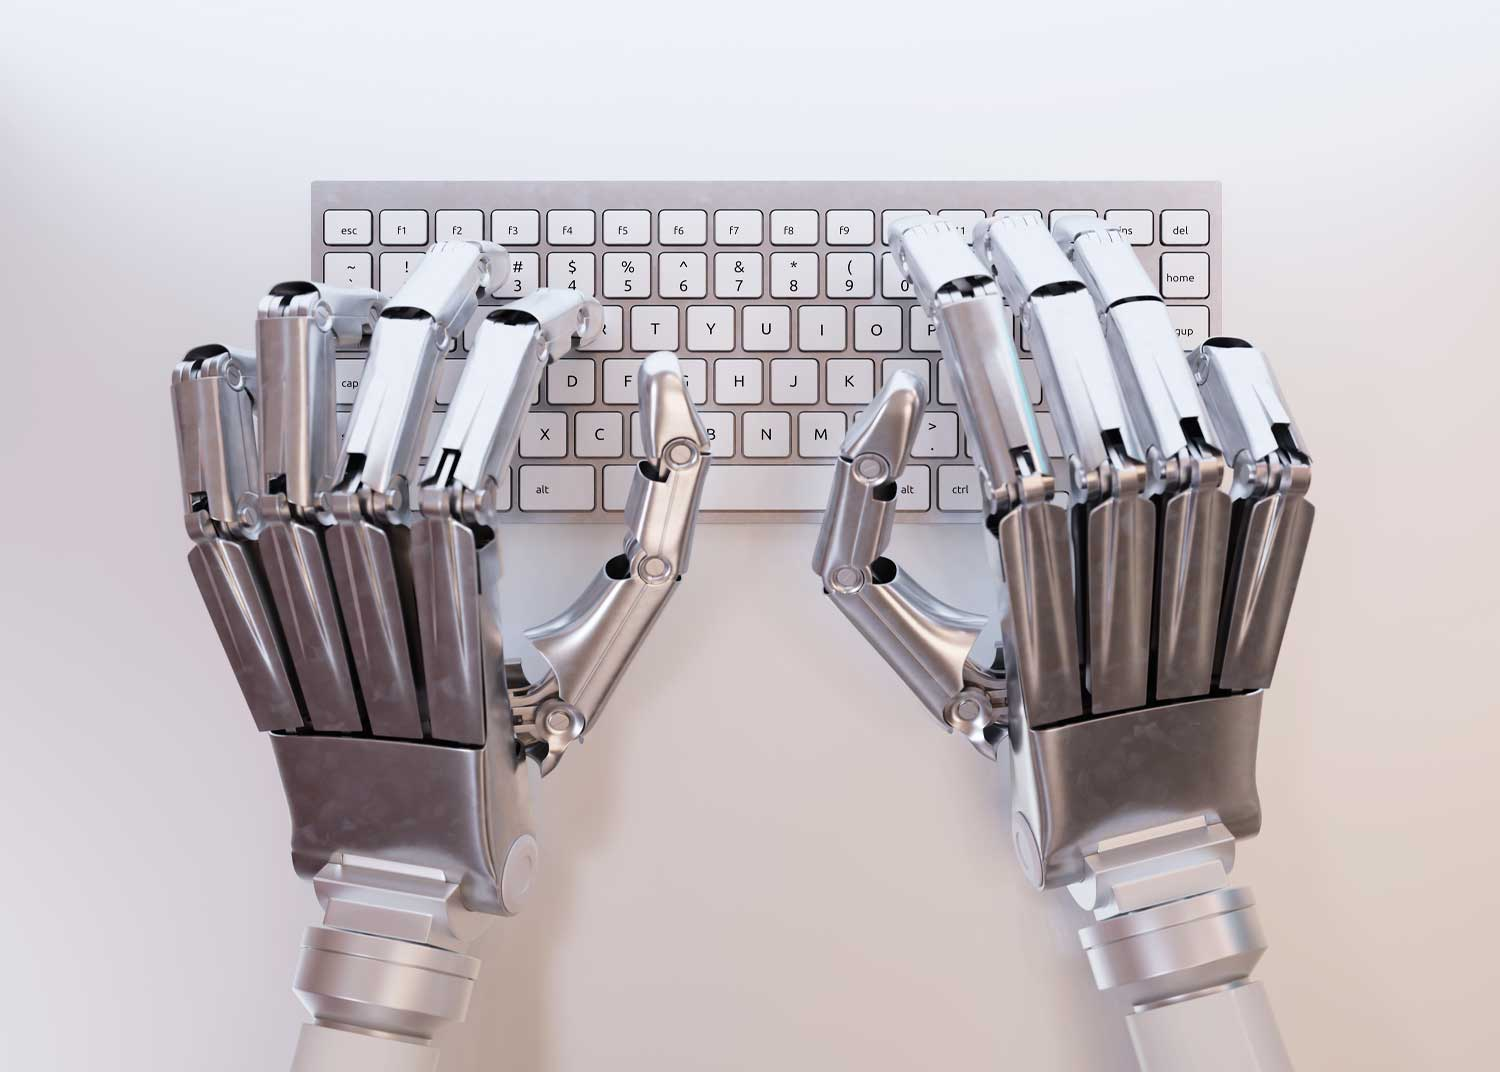 esc f1 f2 f3 f4 f5 f6 f7 f8 f9 ins del
~ ! # $ % ^ & * (
` 3 4 5 6 7 8 9 0 home
R T Y U I O P
D F G H J K
X C B N M >
.
alt alt ctrl